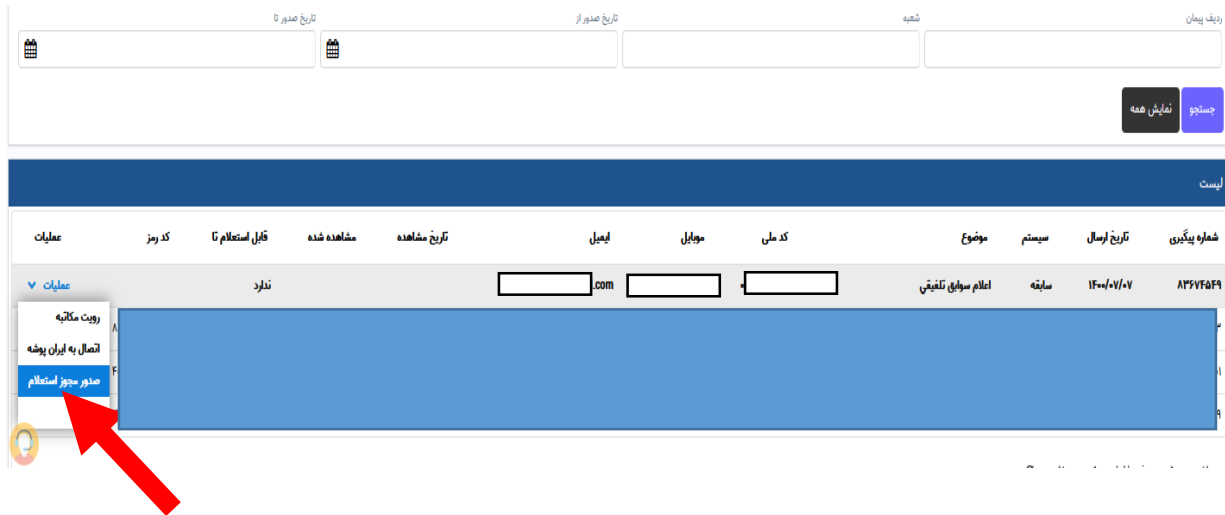 ردیف پیمان شعبه تاریخ صدور از تاریخ صدور تا
جستجو نمایش همه
لیست
شماره پیگیری تاریخ ارسال سیستم موضوع کد ملی موبایل ایمیل تاریخ مشاهده مشاهده شده قابل استعلام تا کد رمز عملیات
۸۳۶۷۴۵۴۹ ۱۴۰۰/۰۷/۰۷ سابقه اعلام سوابق تلفیقی .com ندارد عملیات
رویت مکاتبه
اتصال به ایران پوشه
صدور مجوز استعلام